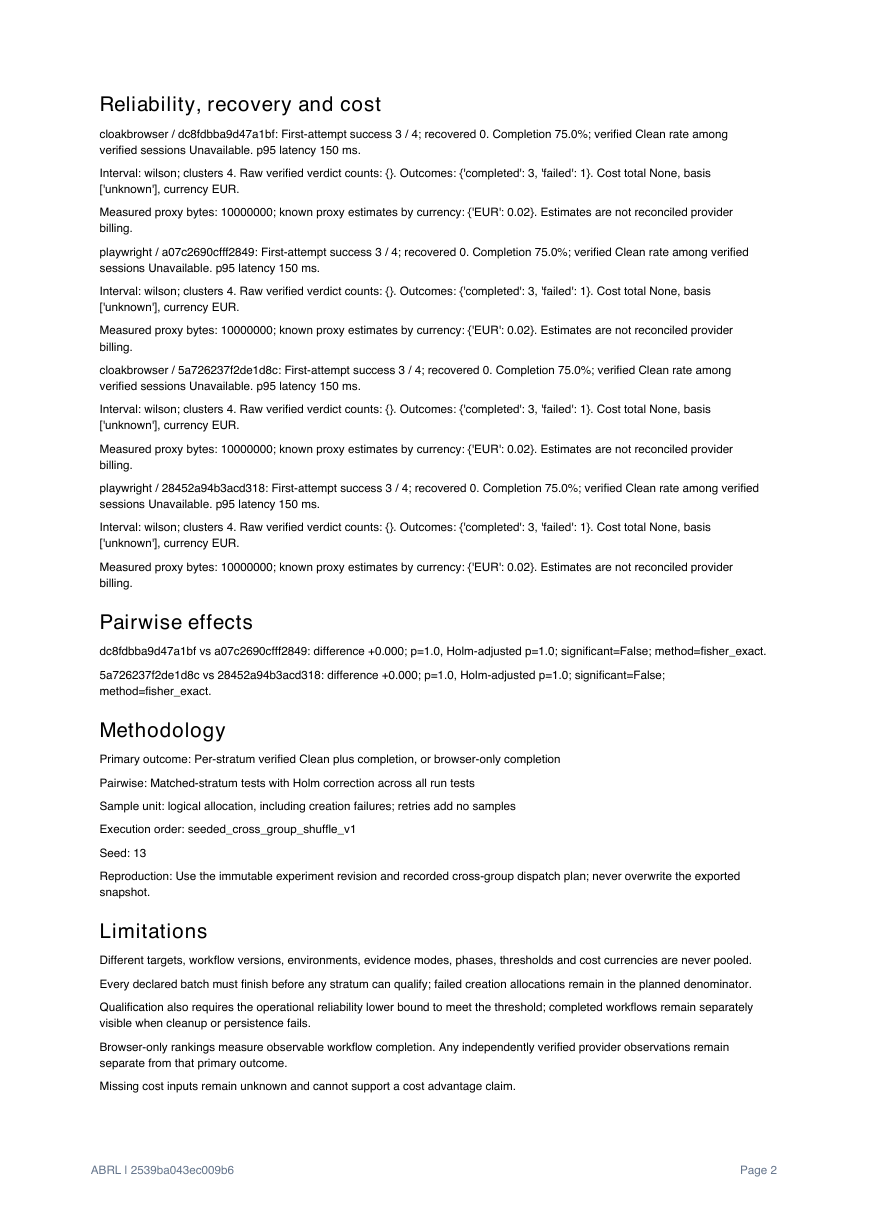 Reliability, recovery and cost
cloakbrowser / dc8fdbba9d47a1bf: First-attempt success 3 / 4; recovered 0. Completion 75.0%; verified Clean rate among
verified sessions Unavailable. p95 latency 150 ms.
Interval: wilson; clusters 4. Raw verified verdict counts: {}. Outcomes: {'completed': 3, 'failed': 1}. Cost total None, basis
['unknown'], currency EUR.
Measured proxy bytes: 10000000; known proxy estimates by currency: {'EUR': 0.02}. Estimates are not reconciled provider
billing.
playwright / a07c2690cfff2849: First-attempt success 3 / 4; recovered 0. Completion 75.0%; verified Clean rate among verified
sessions Unavailable. p95 latency 150 ms.
Interval: wilson; clusters 4. Raw verified verdict counts: {}. Outcomes: {'completed': 3, 'failed': 1}. Cost total None, basis
['unknown'], currency EUR.
Measured proxy bytes: 10000000; known proxy estimates by currency: {'EUR': 0.02}. Estimates are not reconciled provider
billing.
cloakbrowser / 5a726237f2de1d8c: First-attempt success 3 / 4; recovered 0. Completion 75.0%; verified Clean rate among
verified sessions Unavailable. p95 latency 150 ms.
Interval: wilson; clusters 4. Raw verified verdict counts: {}. Outcomes: {'completed': 3, 'failed': 1}. Cost total None, basis
['unknown'], currency EUR.
Measured proxy bytes: 10000000; known proxy estimates by currency: {'EUR': 0.02}. Estimates are not reconciled provider
billing.
playwright / 28452a94b3acd318: First-attempt success 3 / 4; recovered 0. Completion 75.0%; verified Clean rate among verified
sessions Unavailable. p95 latency 150 ms.
Interval: wilson; clusters 4. Raw verified verdict counts: {}. Outcomes: {'completed': 3, 'failed': 1}. Cost total None, basis
['unknown'], currency EUR.
Measured proxy bytes: 10000000; known proxy estimates by currency: {'EUR': 0.02}. Estimates are not reconciled provider
billing.
Pairwise effects
dc8fdbba9d47a1bf vs a07c2690cfff2849: difference +0.000; p=1.0, Holm-adjusted p=1.0; significant=False; method=fisher_exact.
5a726237f2de1d8c vs 28452a94b3acd318: difference +0.000; p=1.0, Holm-adjusted p=1.0; significant=False;
method=fisher_exact.
Methodology
Primary outcome: Per-stratum verified Clean plus completion, or browser-only completion
Pairwise: Matched-stratum tests with Holm correction across all run tests
Sample unit: logical allocation, including creation failures; retries add no samples
Execution order: seeded_cross_group_shuffle_v1
Seed: 13
Reproduction: Use the immutable experiment revision and recorded cross-group dispatch plan; never overwrite the exported
snapshot.
Limitations
Different targets, workflow versions, environments, evidence modes, phases, thresholds and cost currencies are never pooled.
Every declared batch must finish before any stratum can qualify; failed creation allocations remain in the planned denominator.
Qualification also requires the operational reliability lower bound to meet the threshold; completed workflows remain separately
visible when cleanup or persistence fails.
Browser-only rankings measure observable workflow completion. Any independently verified provider observations remain
separate from that primary outcome.
Missing cost inputs remain unknown and cannot support a cost advantage claim.
ABRL | 2539ba043ec009b6
Page 2